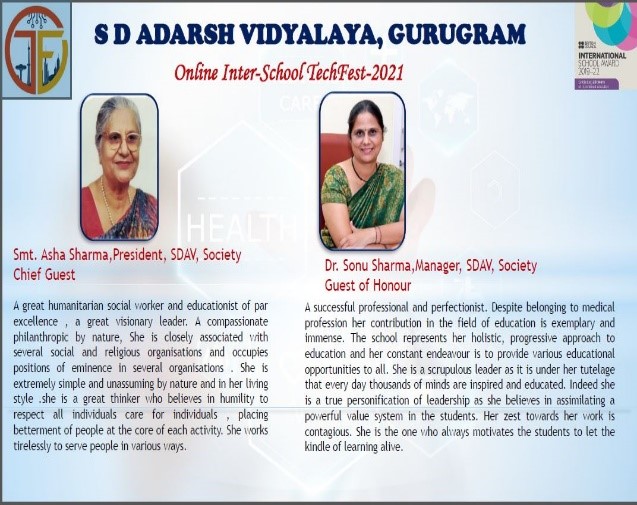 S D ADARSH VIDYALAYA, GURUGRAM
Online Inter-School TechFest-2021
BRITISH COUNCIL
INTERNATIONAL
SCHOOL AWARD
2019-22
HEALTH
Smt. Asha Sharma,President, SDAV, Society
Chief Guest
A great humanitarian social worker and educationist of par
excellence , a great visionary leader. A compassionate
philanthropic by nature, She is closely associated with
several social and religious organisations and occupies
positions of eminence in several organisations . She is
extremely simple and unassuming by nature and in her living
style .she is a great thinker who believes in humility to
respect all individuals care for individuals , placing
betterment of people at the core of each activity. She works
tirelessly to serve people in various ways.
Dr. Sonu Sharma,Manager, SDAV, Society
Guest of Honour
A successful professional and perfectionist. Despite belonging to medical
profession her contribution in the field of education is exemplary and
immense. The school represents her holistic, progressive approach to
education and her constant endeavour is to provide various educational
opportunities to all. She is a scrupulous leader as it is under her tutelage
that every day thousands of minds are inspired and educated. Indeed she
is a true personification of leadership as she believes in assimilating a
powerful value system in the students. Her zest towards her work is
contagious. She is the one who always motivates the students to let the
kindle of learning alive.